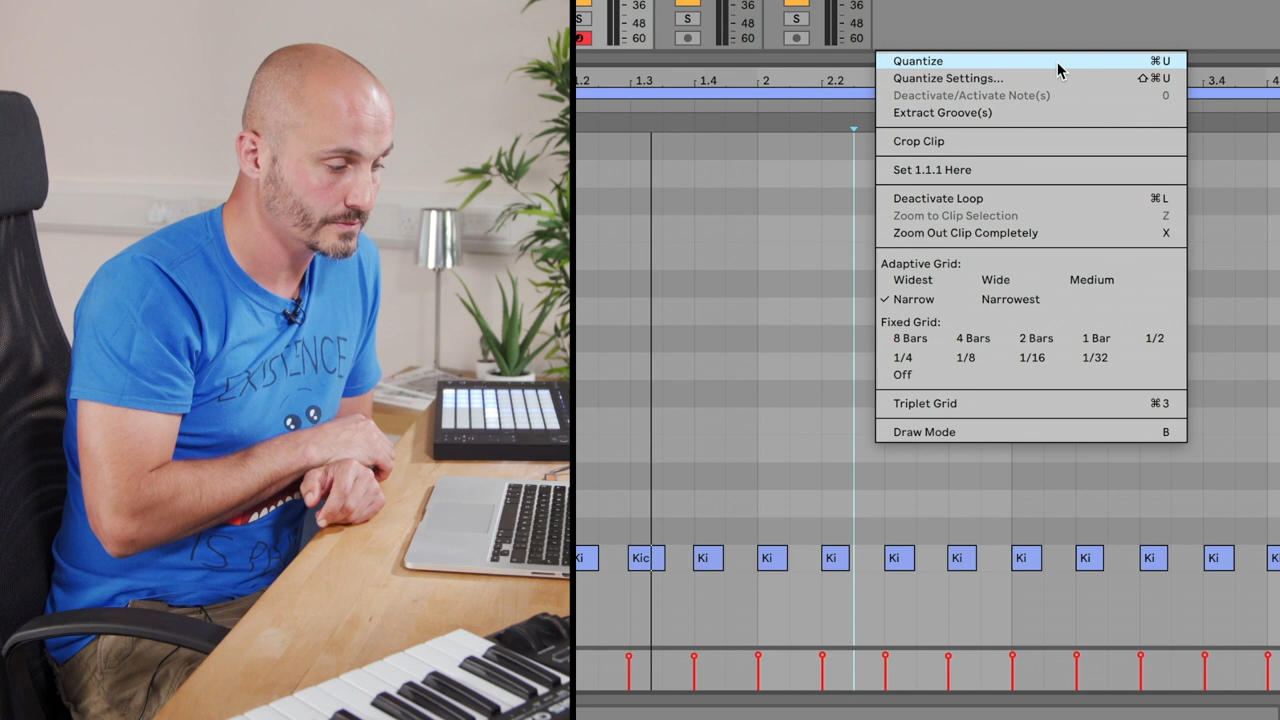 36 36 36
S S S
48 48 48
60 60 60
1.3 1.4 2 2.2 3.4
Quantize ⌘U
Quantize Settings... ⇧⌘U
Deactivate/Activate Note(s) 0
Extract Groove(s)
Crop Clip
Set 1.1.1 Here
Deactivate Loop ⌘L
Zoom to Clip Selection Z
Zoom Out Clip Completely X
Adaptive Grid:
Widest Wide Medium
✓ Narrow Narrowest
Fixed Grid:
8 Bars 4 Bars 2 Bars 1 Bar 1/2
1/4 1/8 1/16 1/32
Off
Triplet Grid ⌘3
Draw Mode B
Ki Kic Ki Ki Ki Ki Ki Ki Ki Ki Ki
EXISTENCE
IS